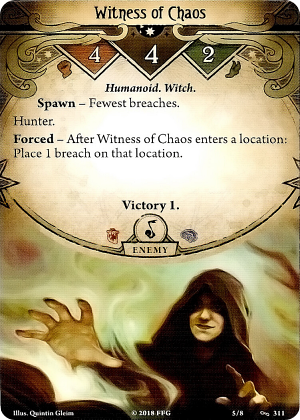 Witness of Chaos
4 4 2
Humanoid. Witch.
Spawn – Fewest breaches.
Hunter.
Forced – After Witness of Chaos enters a location:
Place 1 breach on that location.
Victory 1.
ENEMY
Illus. Quintin Gleim © 2018 FFG 5/8 311